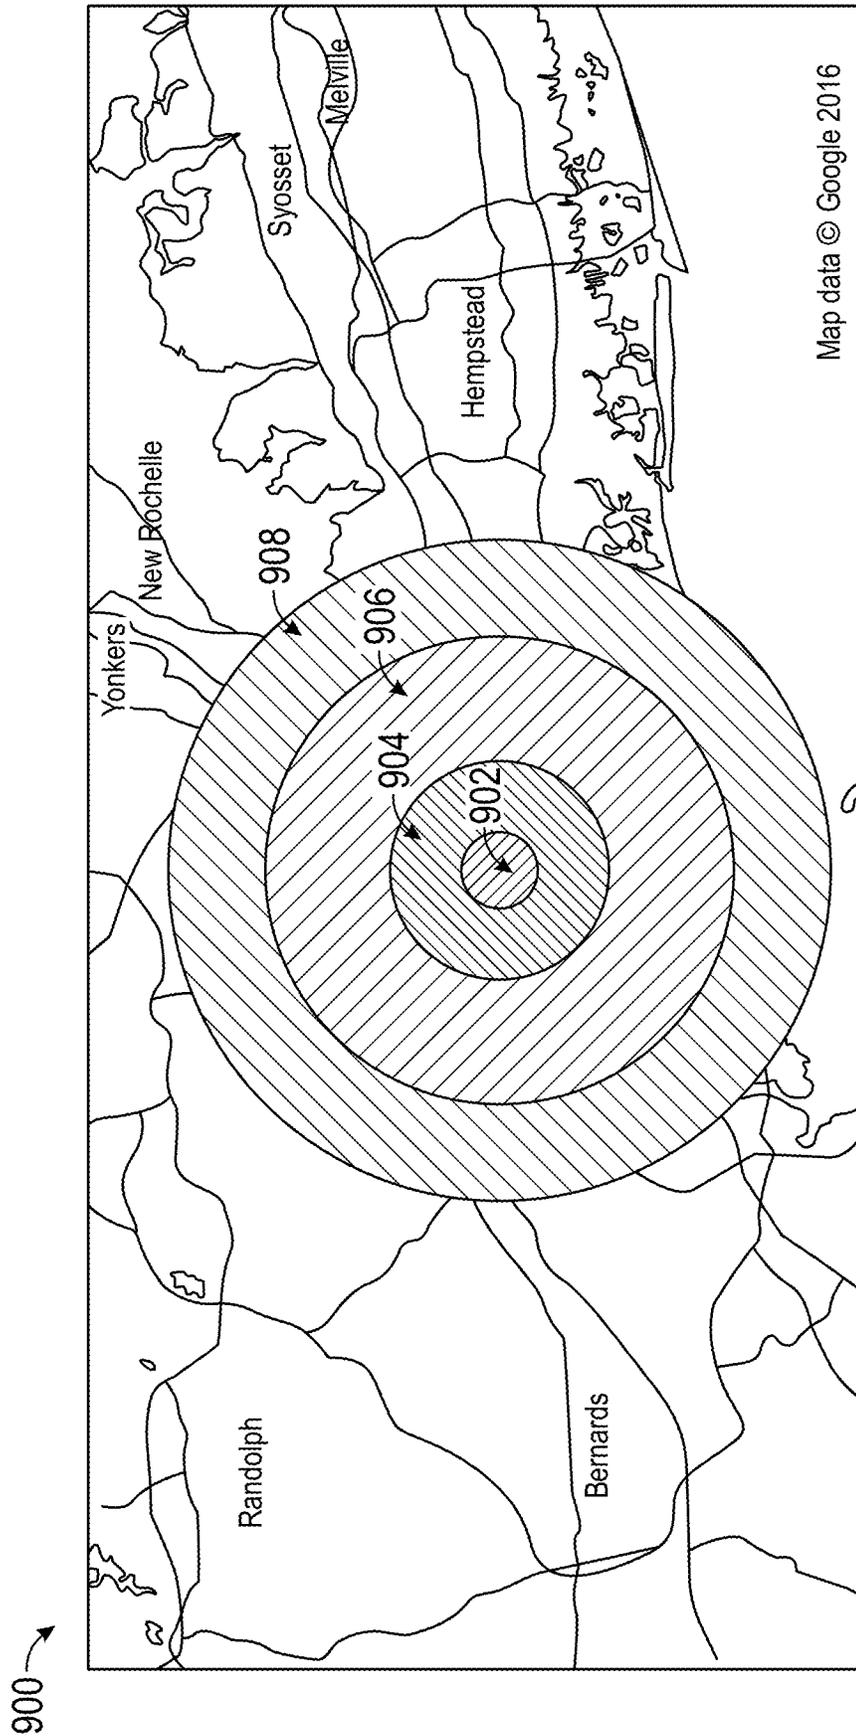 900
Yonkers
New Rochelle
Syosset
Melville
908
906
904
902
Hempstead
Randolph
Bernards
Map data © Google 2016